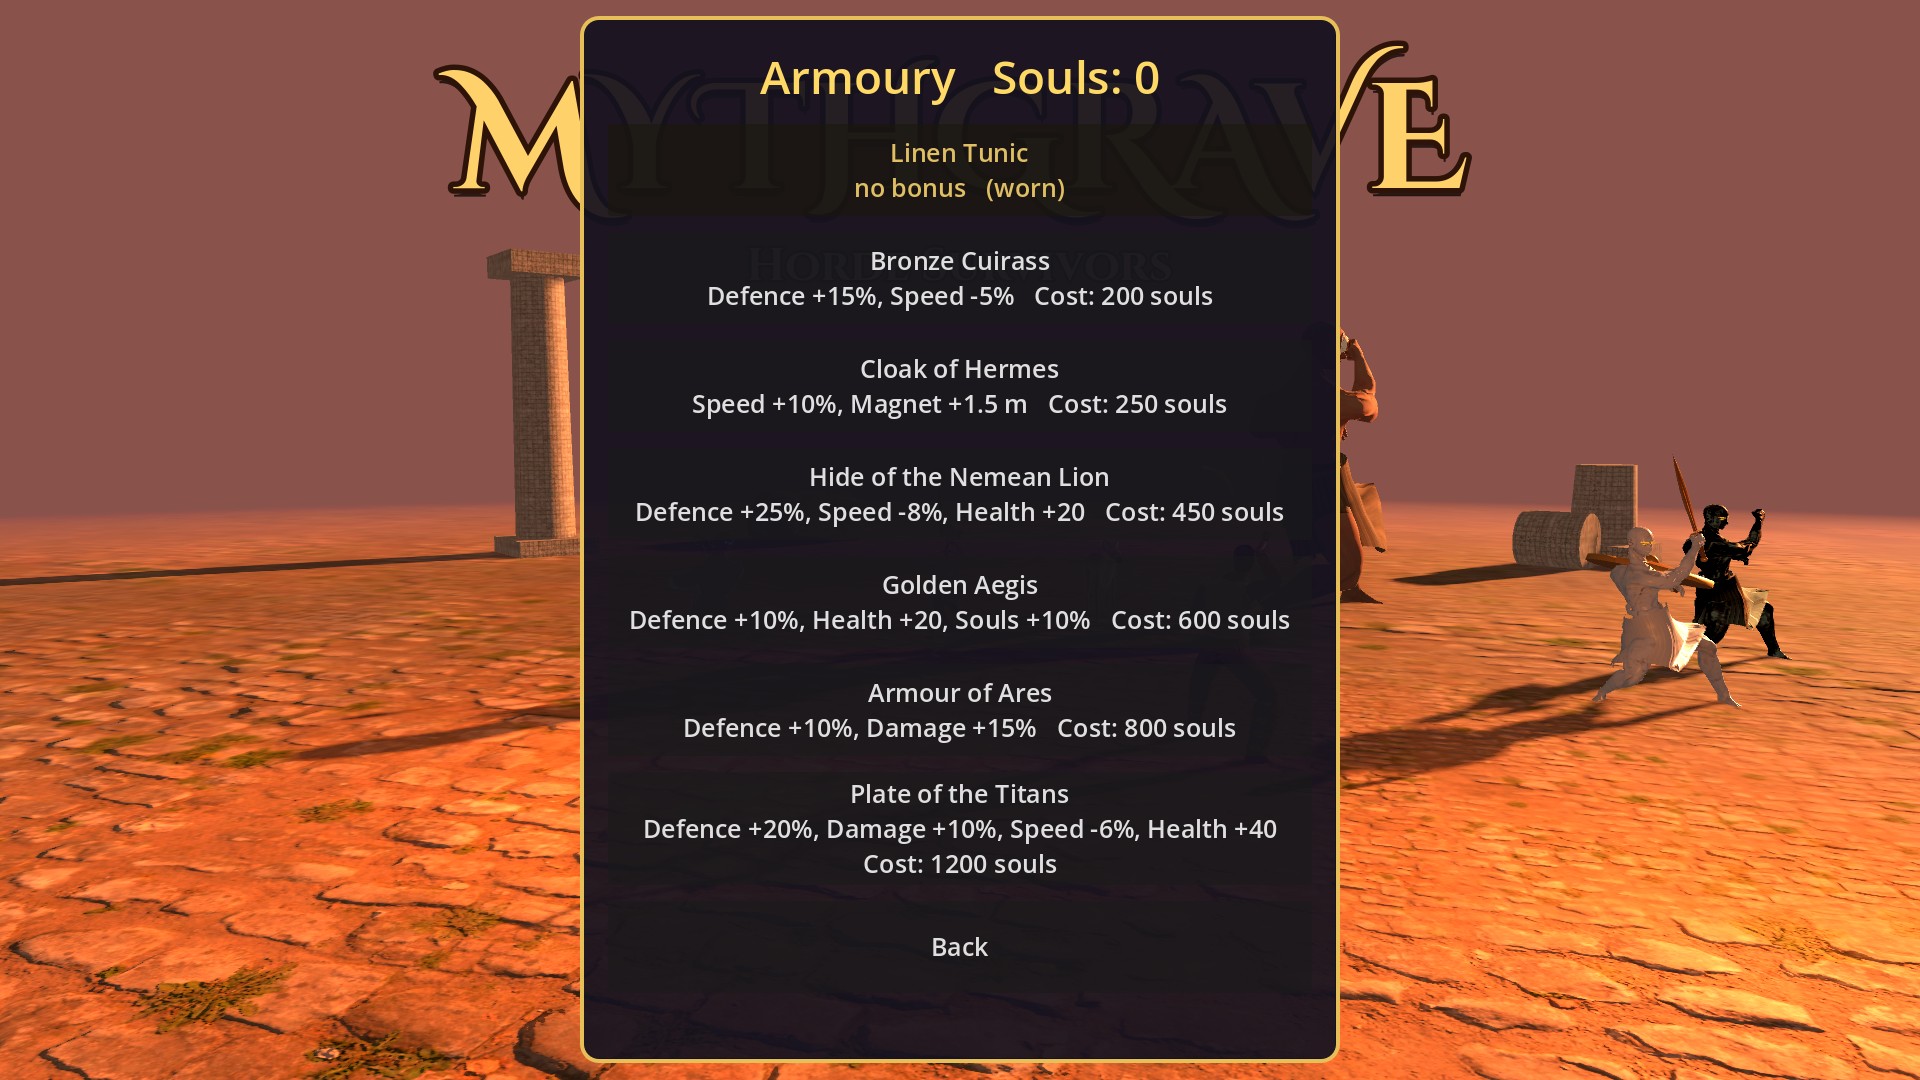 MYTHGRAVE
Armoury Souls: 0
Linen Tunic
no bonus (worn)
Bronze Cuirass
Defence +15%, Speed -5% Cost: 200 souls
Cloak of Hermes
Speed +10%, Magnet +1.5 m Cost: 250 souls
Hide of the Nemean Lion
Defence +25%, Speed -8%, Health +20 Cost: 450 souls
Golden Aegis
Defence +10%, Health +20, Souls +10% Cost: 600 souls
Armour of Ares
Defence +10%, Damage +15% Cost: 800 souls
Plate of the Titans
Defence +20%, Damage +10%, Speed -6%, Health +40
Cost: 1200 souls
Back